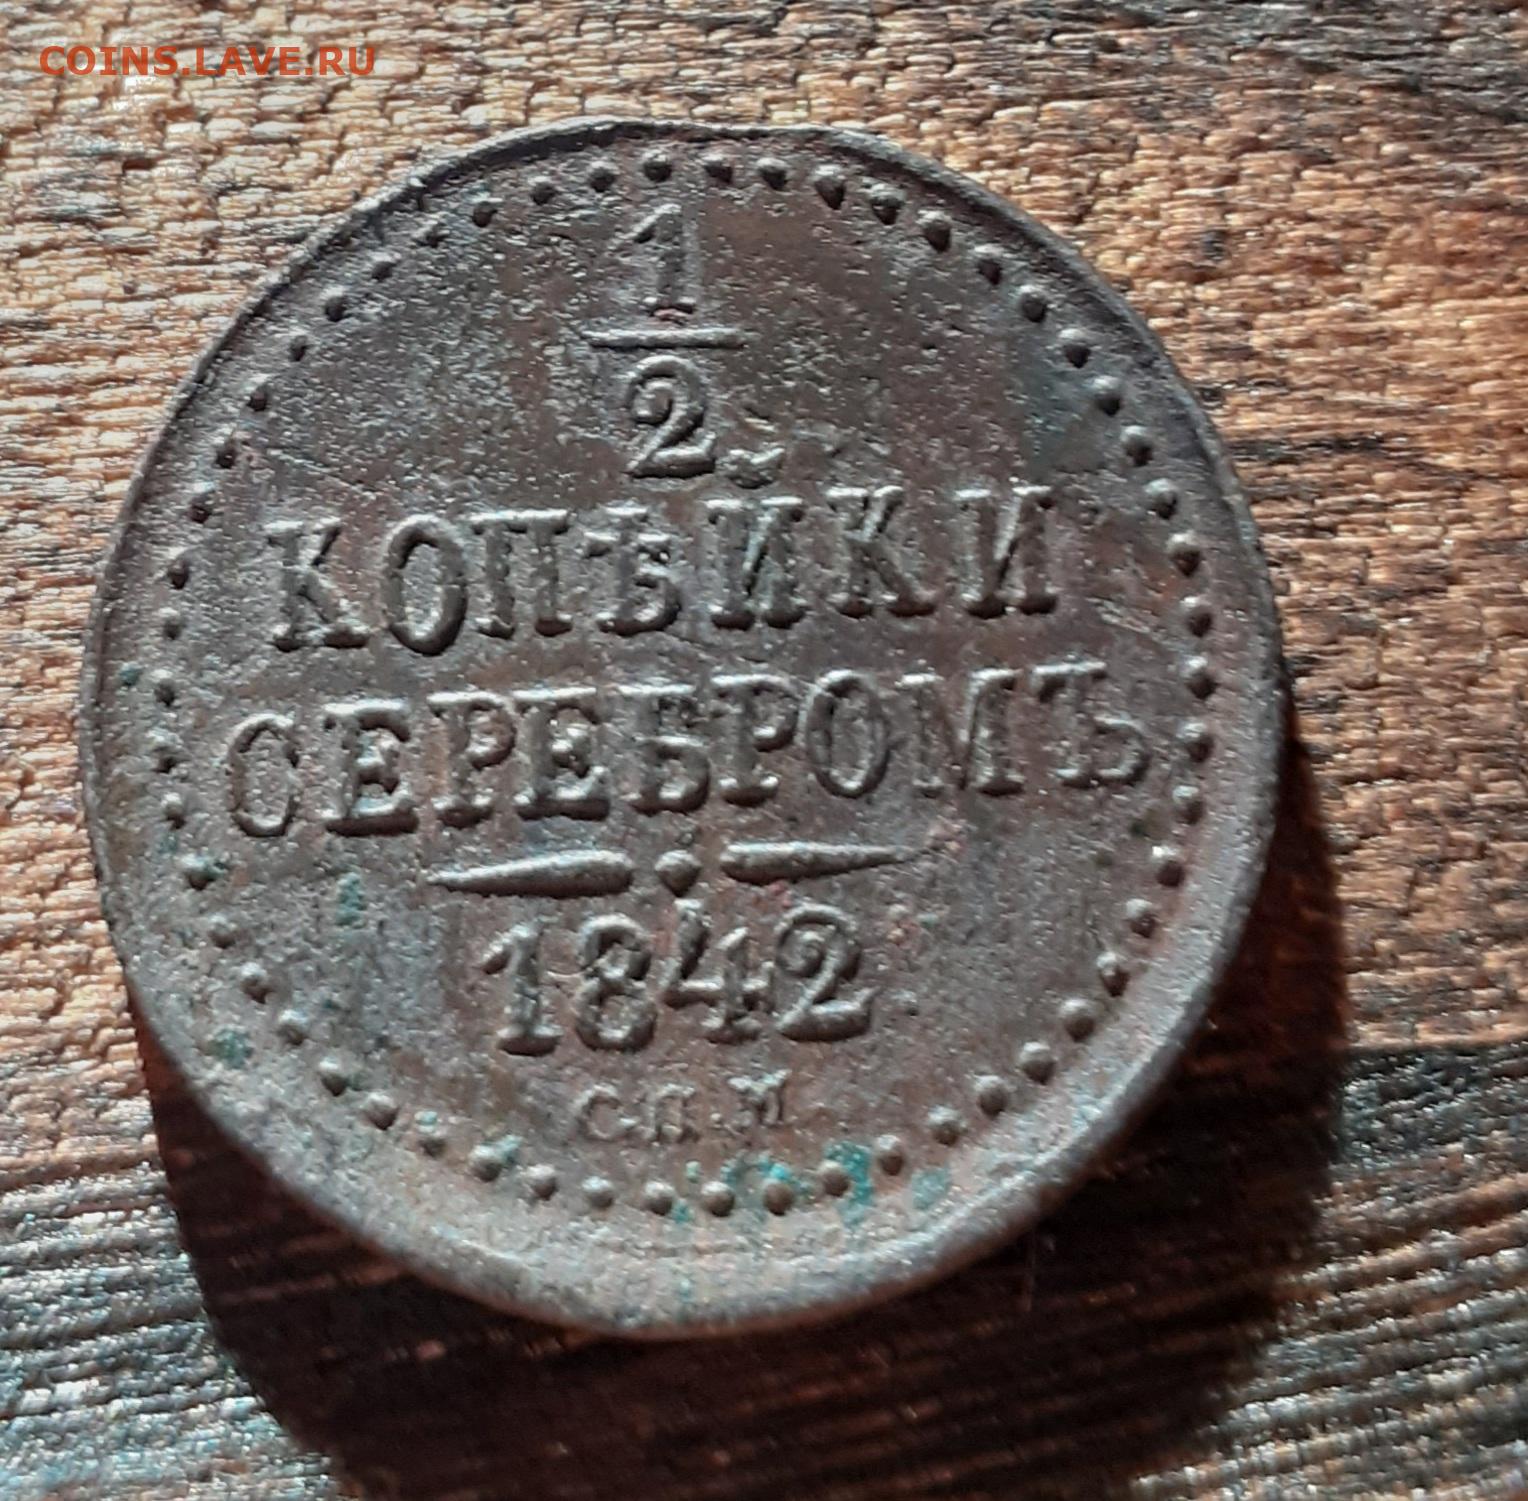 COINS.LAVE.RU
1
2
КОПѢЙКИ
СЕРЕБРОМЪ
1842
С.П.М.